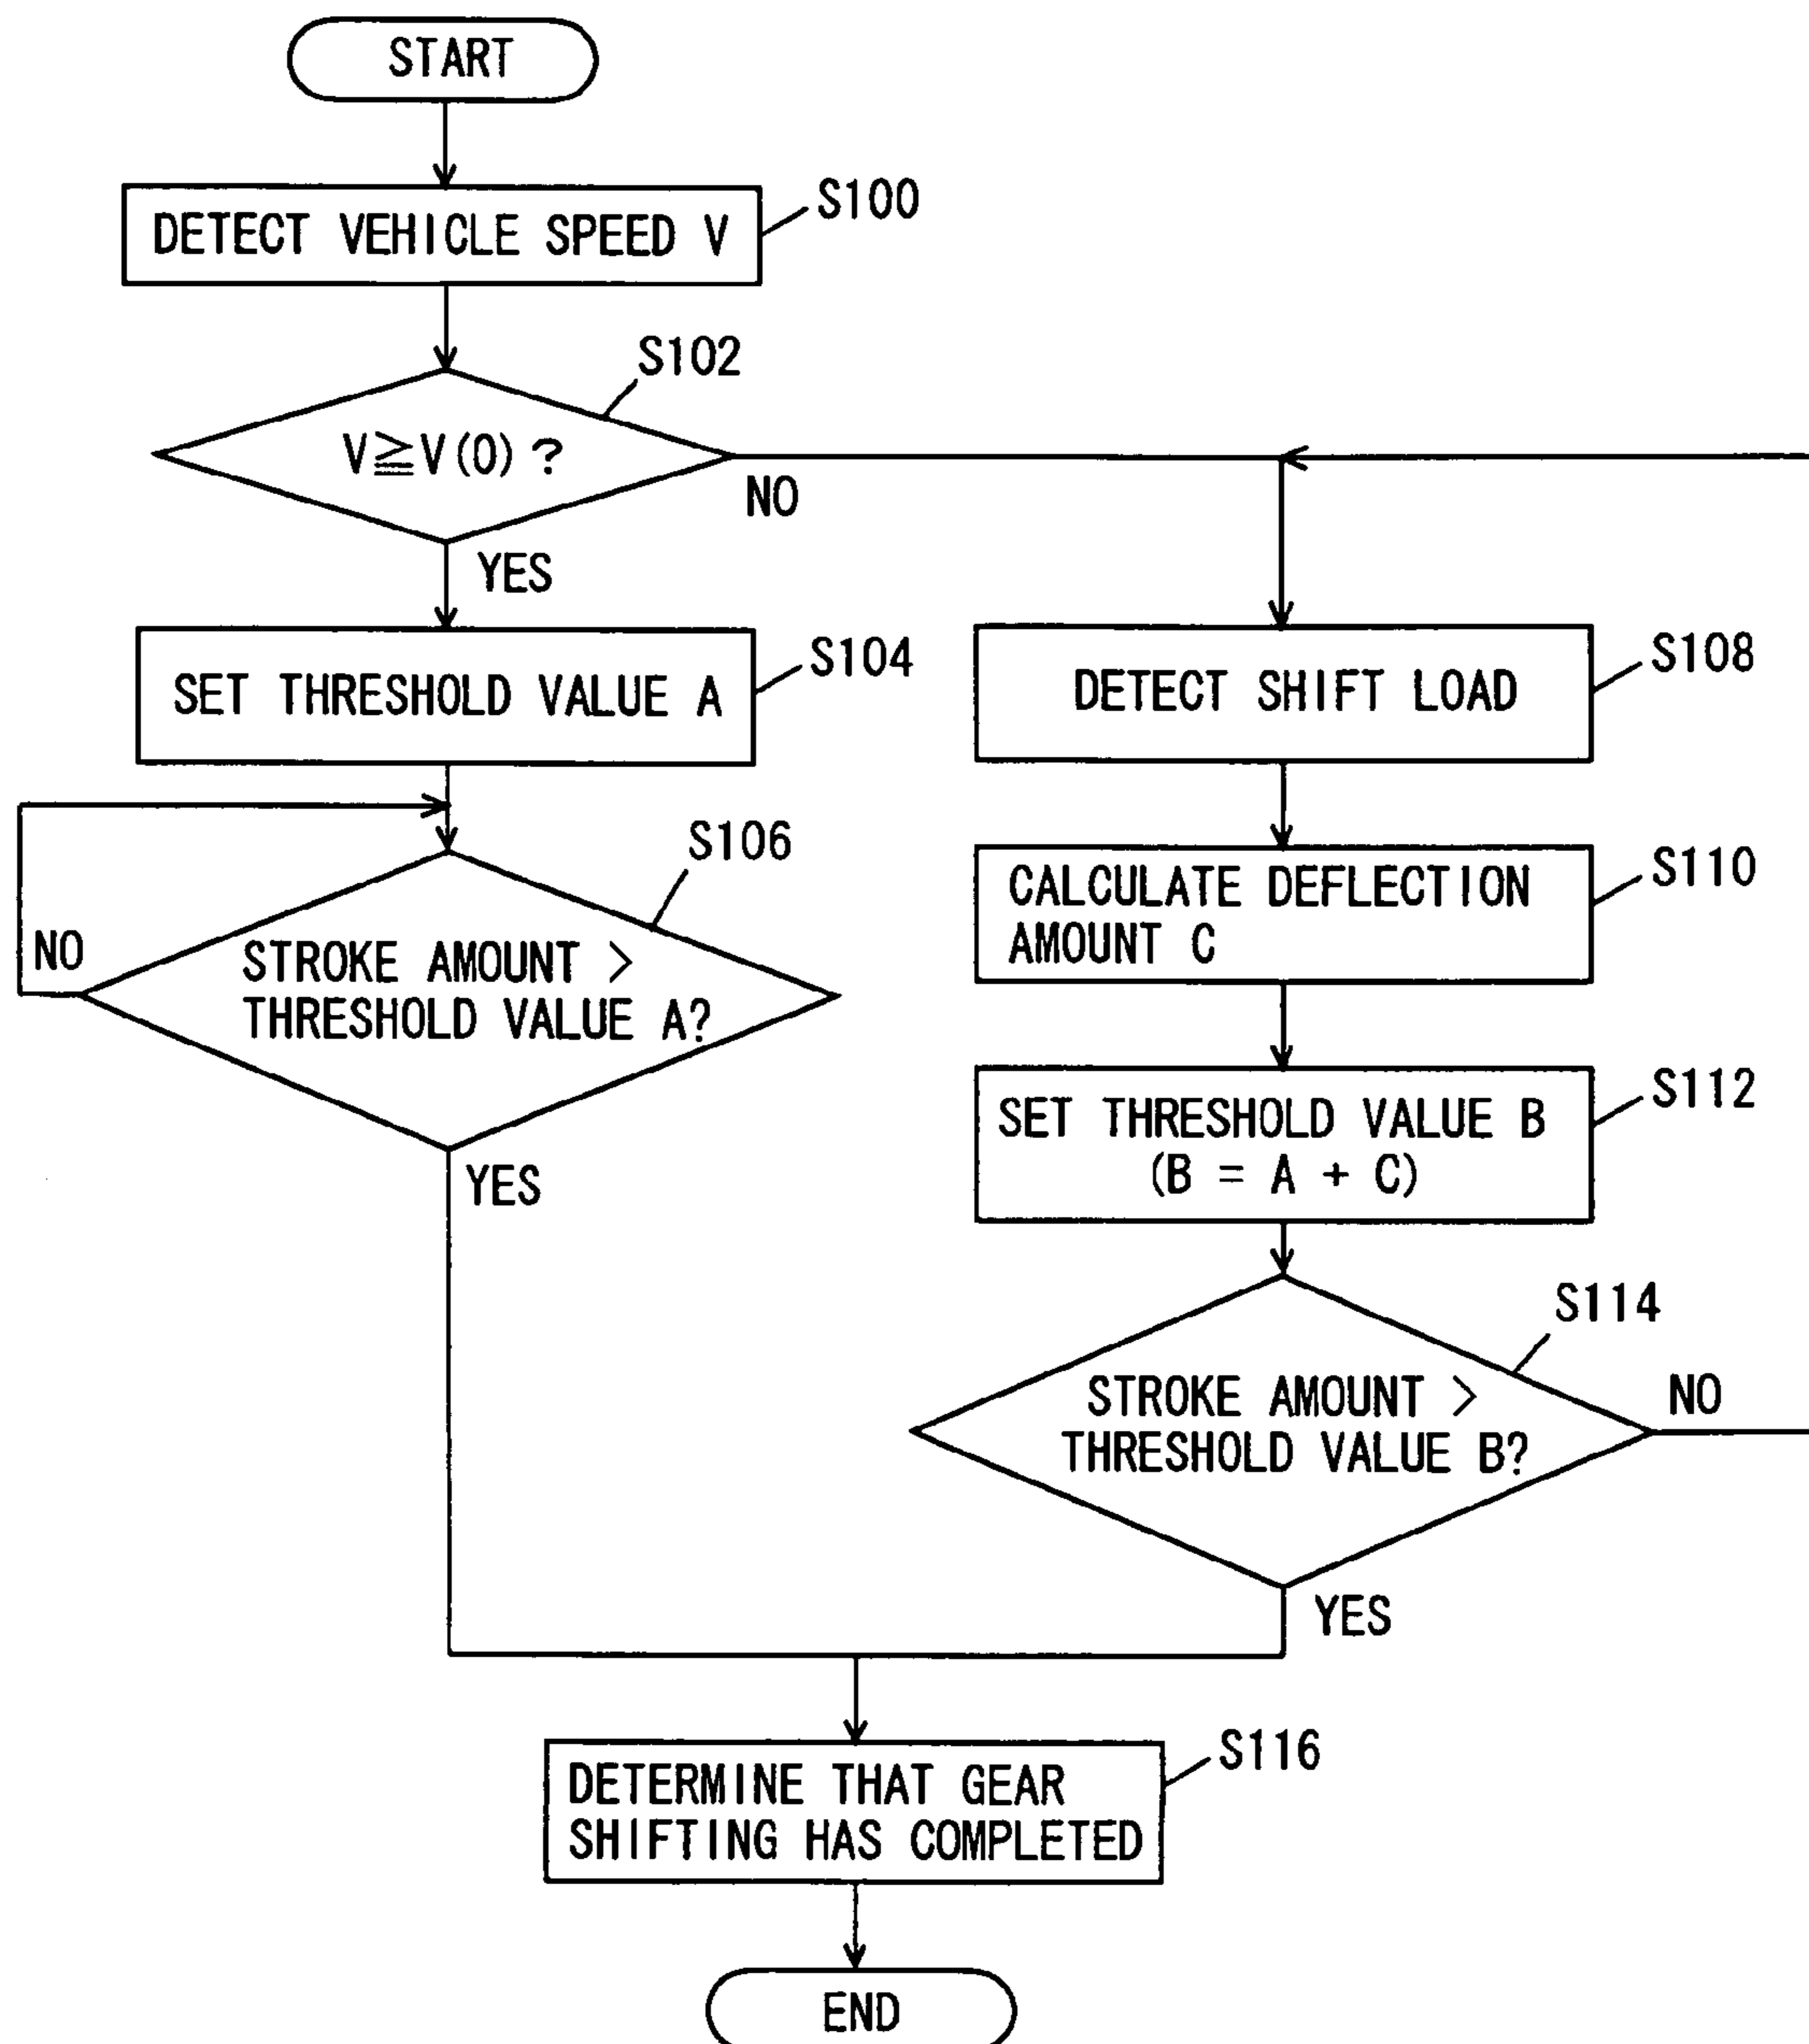 START
DETECT VEHICLE SPEED V
S100
S102
V≧V(0)?
NO
YES
SET THRESHOLD VALUE A
S104
S106
NO
STROKE AMOUNT >
THRESHOLD VALUE A?
YES
DETECT SHIFT LOAD
S108
CALCULATE DEFLECTION
AMOUNT C
S110
SET THRESHOLD VALUE B
(B = A + C)
S112
S114
STROKE AMOUNT >
THRESHOLD VALUE B?
NO
YES
DETERMINE THAT GEAR
SHIFTING HAS COMPLETED
S116
END